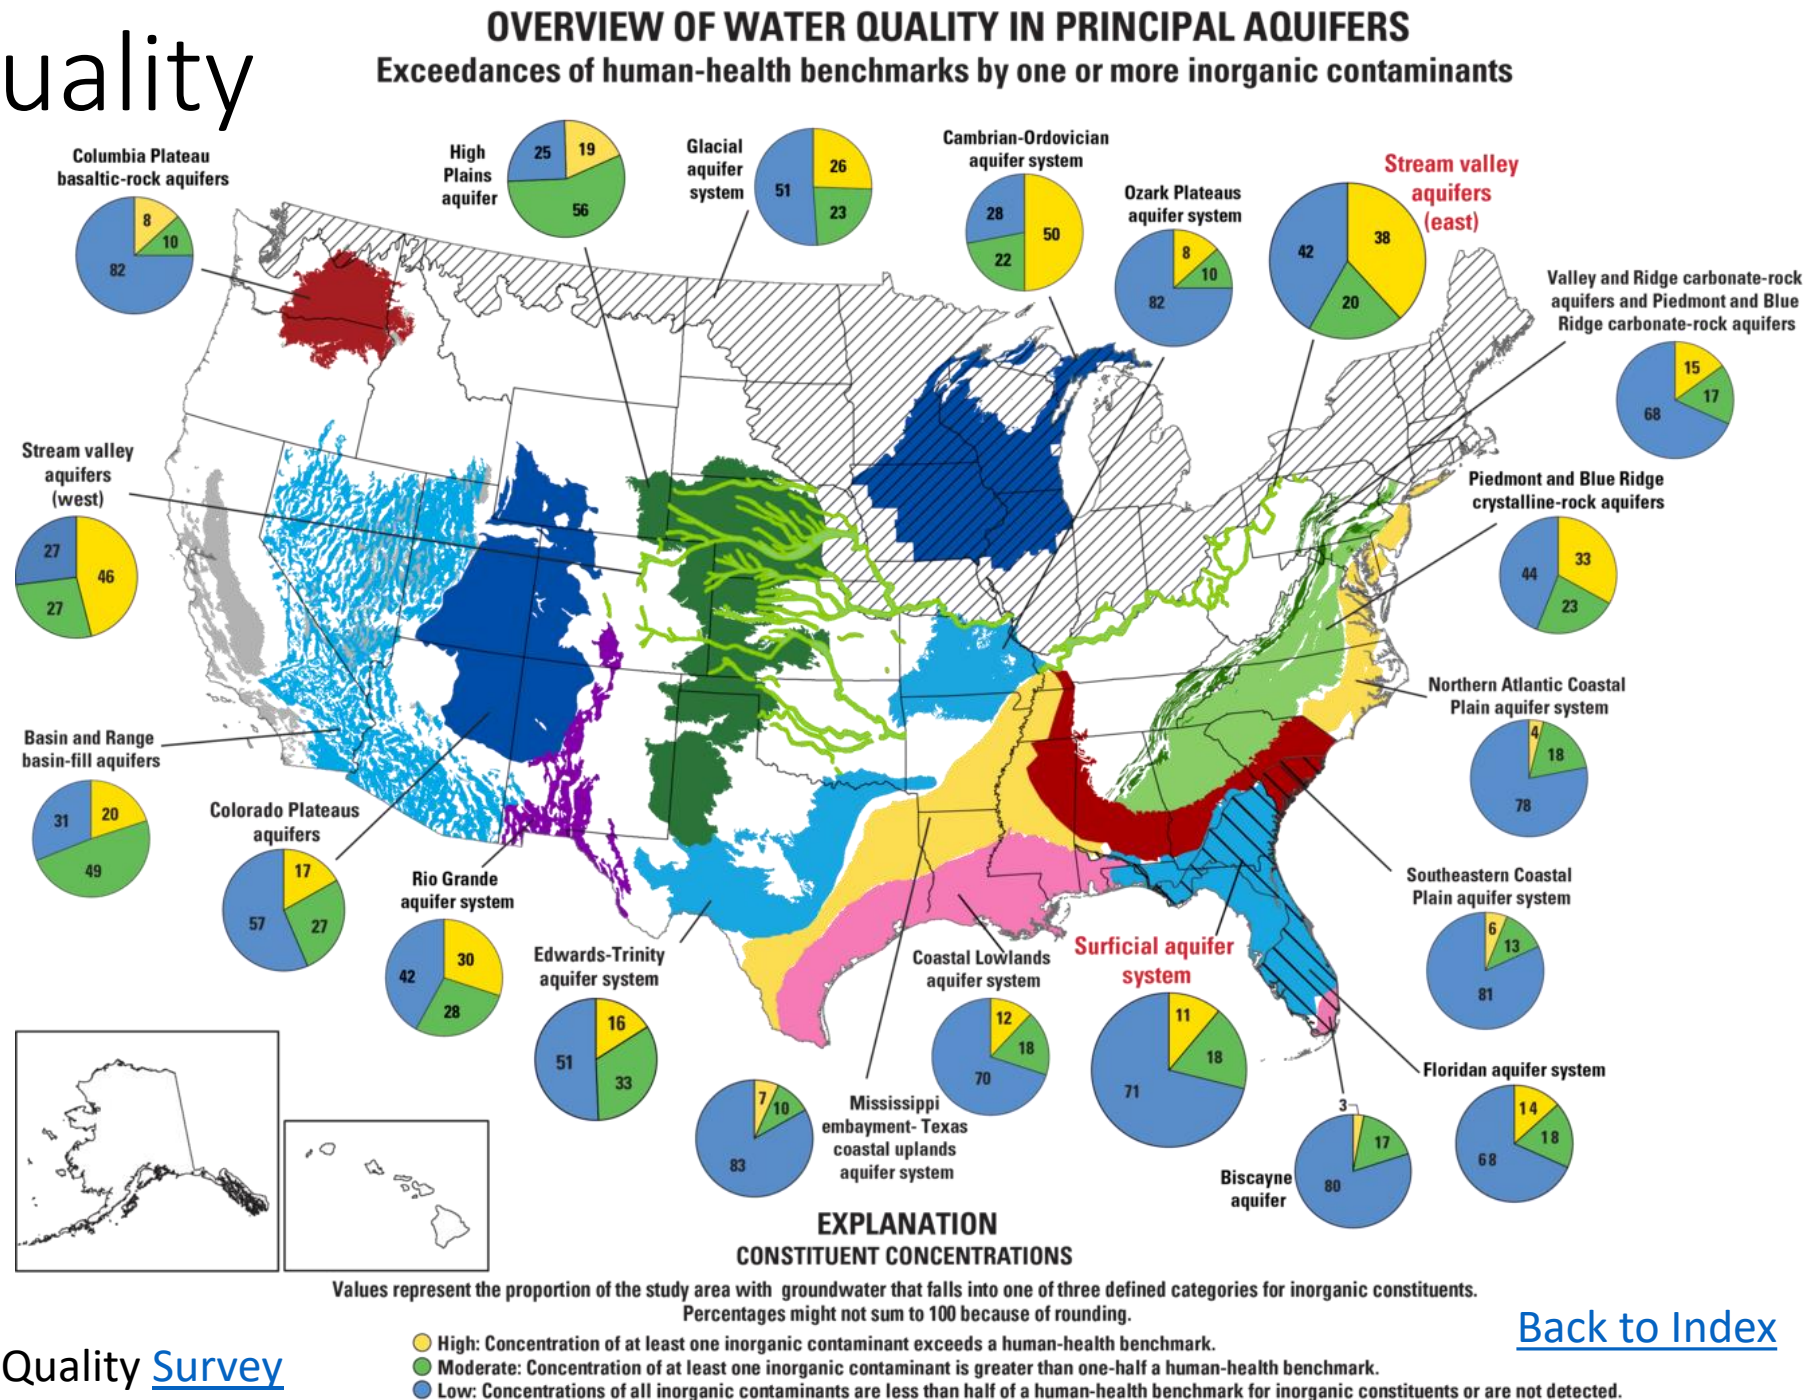 uality
OVERVIEW OF WATER QUALITY IN PRINCIPAL AQUIFERS
Exceedances of human-health benchmarks by one or more inorganic contaminants
Columbia Plateau
basaltic-rock aquifers
8
10
82
High
Plains
aquifer
25
19
56
Glacial
aquifer
system
51
26
23
Cambrian-Ordovician
aquifer system
28
50
22
Ozark Plateaus
aquifer system
8
10
82
Stream valley
aquifers
(east)
42
38
20
Valley and Ridge carbonate-rock
aquifers and Piedmont and Blue
Ridge carbonate-rock aquifers
15
17
68
Stream valley
aquifers
(west)
27
46
27
Piedmont and Blue Ridge
crystalline-rock aquifers
33
44
23
Northern Atlantic Coastal
Plain aquifer system
4
18
78
Basin and Range
basin-fill aquifers
31
20
49
Colorado Plateaus
aquifers
17
57
27
Rio Grande
aquifer system
30
42
28
Edwards-Trinity
aquifer system
16
51
33
Southeastern Coastal
Plain aquifer system
6
13
81
Coastal Lowlands
aquifer system
12
18
70
Surficial aquifer
system
11
18
71
Mississippi
embayment- Texas
coastal uplands
aquifer system
7
10
83
Floridan aquifer system
14
18
68
Biscayne
aquifer
3
17
80
EXPLANATION
CONSTITUENT CONCENTRATIONS
Values represent the proportion of the study area with groundwater that falls into one of three defined categories for inorganic constituents.
Percentages might not sum to 100 because of rounding.
High: Concentration of at least one inorganic contaminant exceeds a human-health benchmark.
Moderate: Concentration of at least one inorganic contaminant is greater than one-half a human-health benchmark.
Low: Concentrations of all inorganic contaminants are less than half of a human-health benchmark for inorganic constituents or are not detected.
Back to Index
Quality Survey